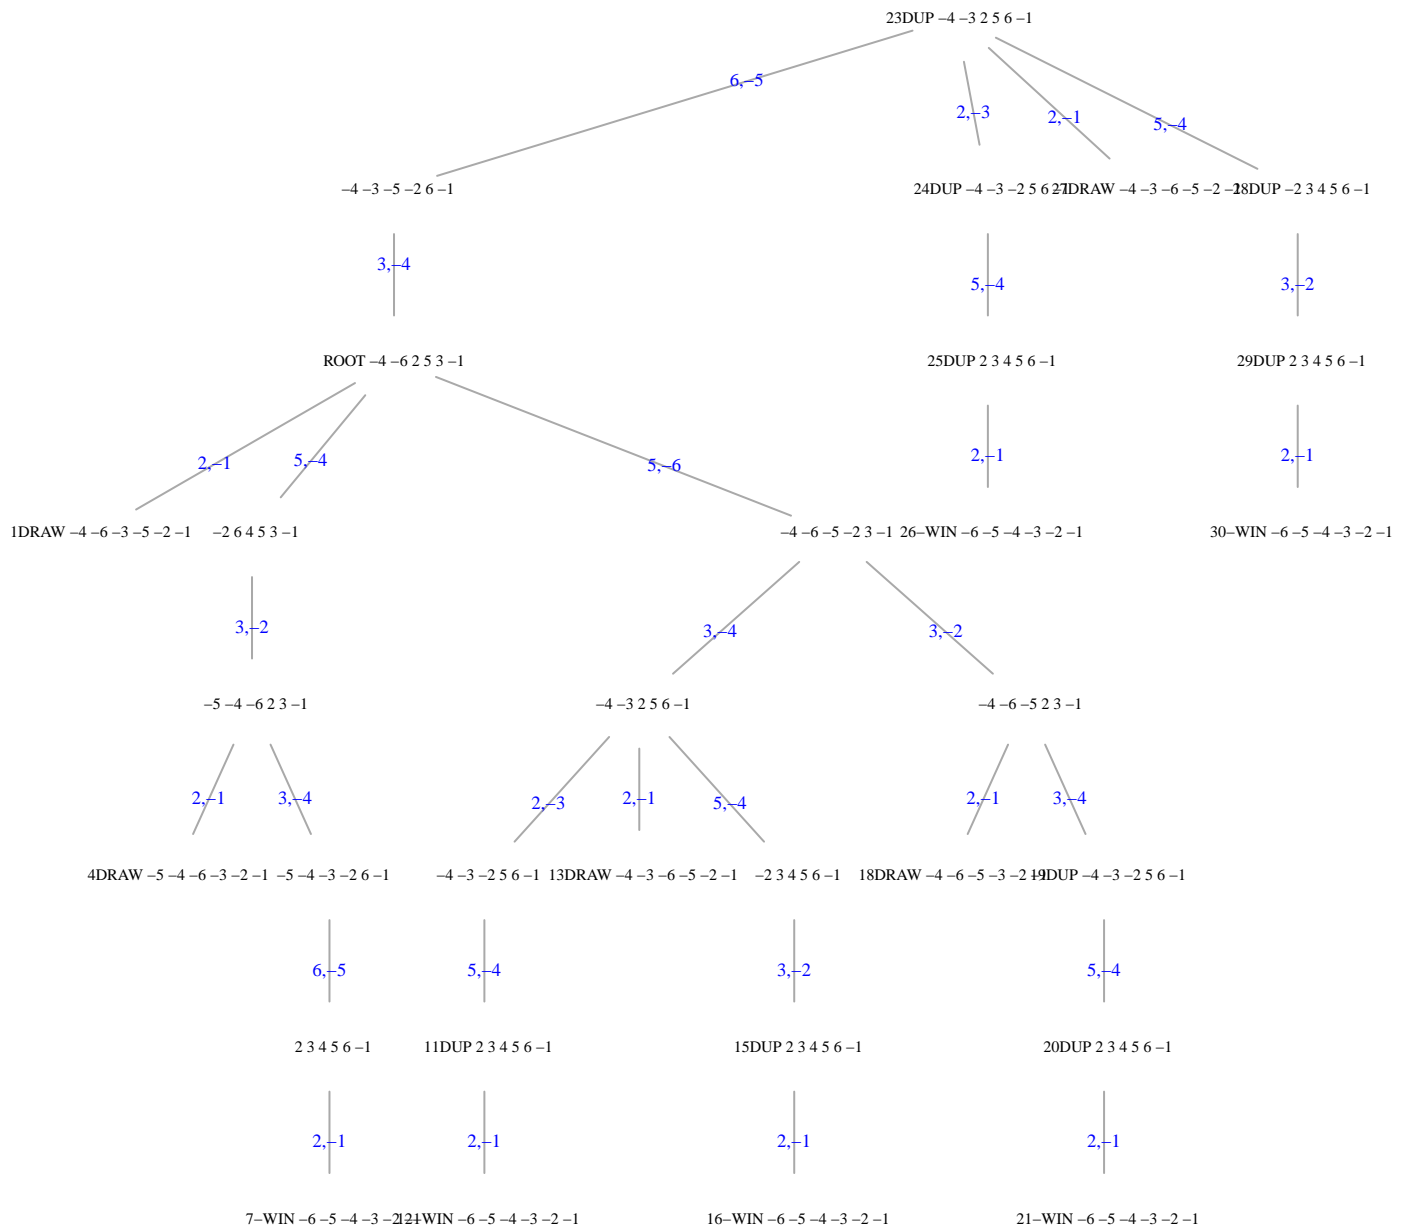 23DUP −4 −3 2 5 6 −1
6,−5
2,−3
2,−1
5,−4
−4 −3 −5 −2 6 −1
24DUP −4 −3 −2 5 6
−4 −3 −6 −5 −2
28DUP −2 3 4 5 6 −1
3,−4
5,−4
3,−2
ROOT −4 −6 2 5 3 −1
25DUP 2 3 4 5 6 −1
29DUP 2 3 4 5 6 −1
2,−1
5,−4
5,−6
2,−1
2,−1
1DRAW −4 −6 −3 −5 −2 −1
−2 6 4 5 3 −1
−4 −6 −5 −2 3 −1
26−WIN −6 −5 −4 −3 −2 −1
30−WIN −6 −5 −4 −3 −2 −1
3,−2
3,−4
3,−2
−5 −4 −6 2 3 −1
−4 −3 2 5 6 −1
−4 −6 −5 2 3 −1
2,−1
3,−4
2,−3
2,−1
5,−4
2,−1
3,−4
4DRAW −5 −4 −6 −3 −2 −1
−5 −4 −3 −2 6 −1
−4 −3 −2 5 6 −1
13DRAW −4 −3 −6 −5 −2 −1
−2 3 4 5 6 −1
18DRAW −4 −6 −5 −3 −2
19DUP −4 −3 −2 5 6 −1
6,−5
5,−4
3,−2
5,−4
2 3 4 5 6 −1
11DUP 2 3 4 5 6 −1
15DUP 2 3 4 5 6 −1
20DUP 2 3 4 5 6 −1
2,−1
2,−1
2,−1
2,−1
7−WIN −6 −5 −4 −3
−6 −5 −4 −3 −2 −1
16−WIN −6 −5 −4 −3 −2 −1
21−WIN −6 −5 −4 −3 −2 −1